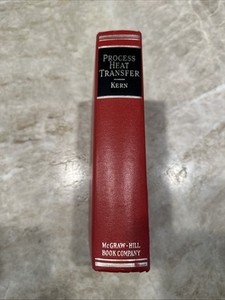 PROCESS
HEAT
TRANSFER
KERN
McGRAW-HILL
BOOK COMPANY